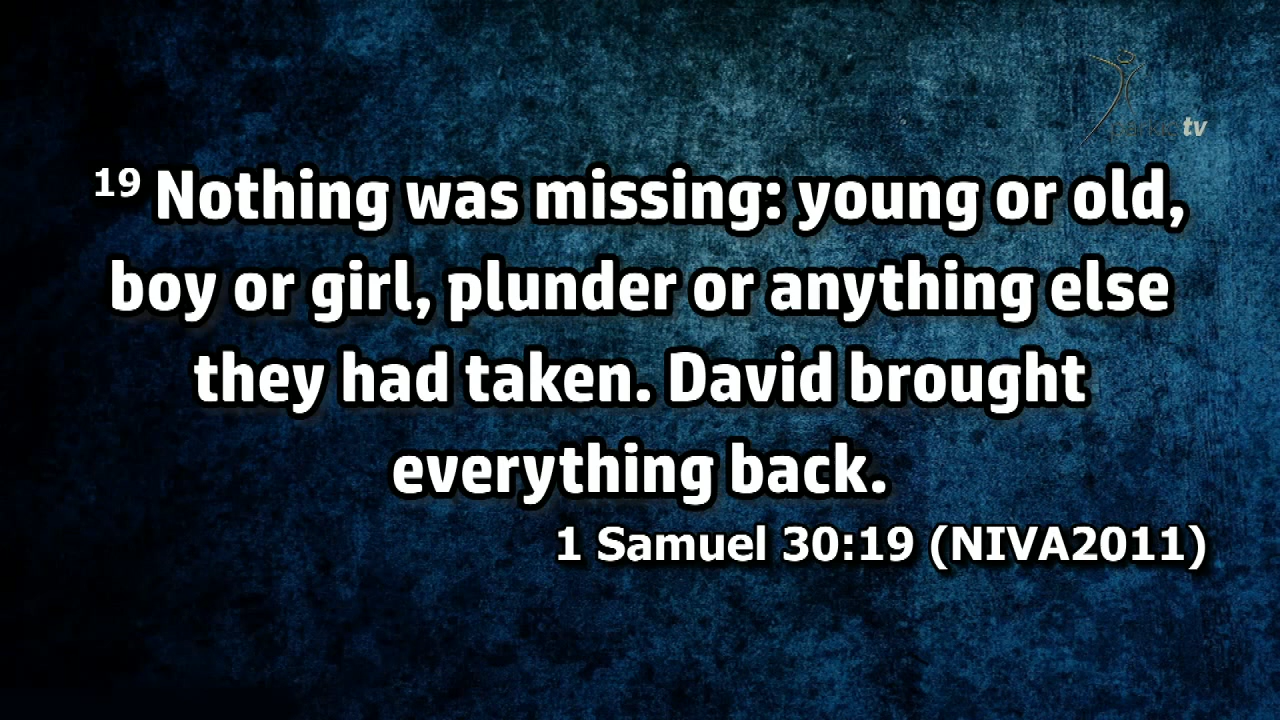 tv
19 Nothing was missing: young or old,
boy or girl, plunder or anything else
they had taken. David brought
everything back.
1 Samuel 30:19 (NIVA2011)